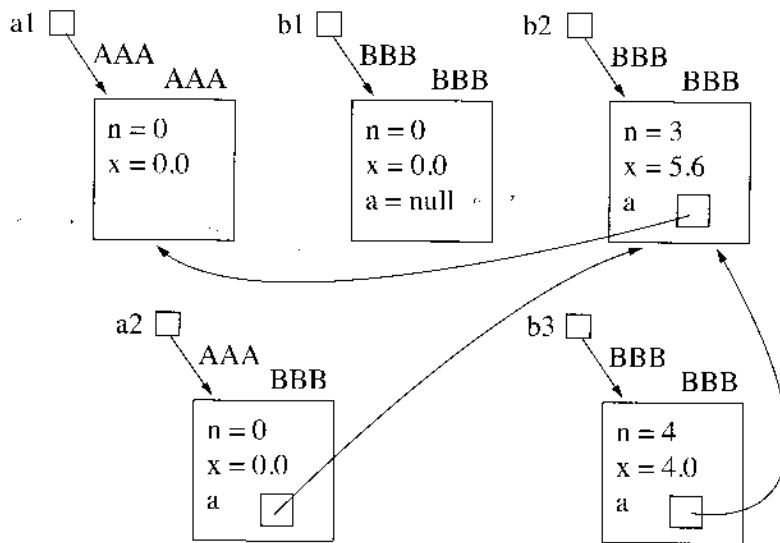 a1
AAA
AAA
n = 0
x = 0.0
b1
BBB
BBB
n = 0
x = 0.0
a = null
b2
BBB
BBB
n = 3
x = 5.6
a
a2
AAA
BBB
n = 0
x = 0.0
a
b3
BBB
BBB
n = 4
x = 4.0
a